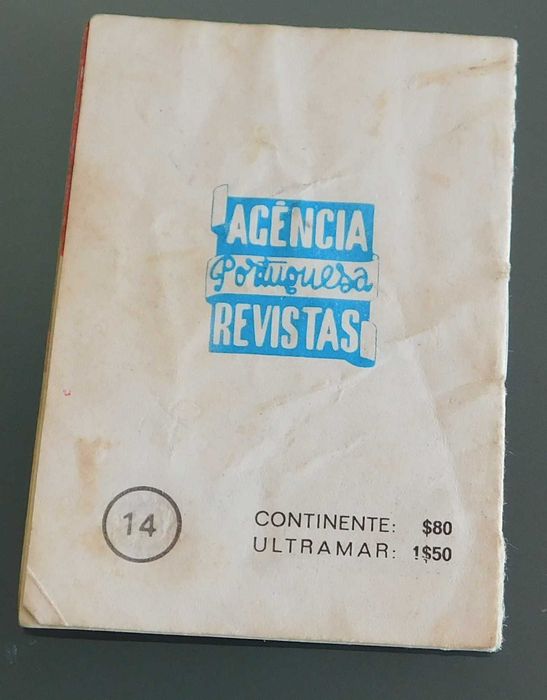 AGÊNCIA
Portuguesa
REVISTAS
14
CONTINENTE: $80
ULTRAMAR: 1$50